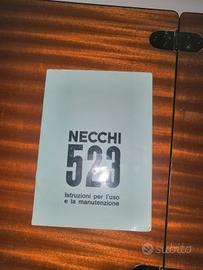 NECCHI
523
Istruzioni per l'uso
e la manutenzione
subito